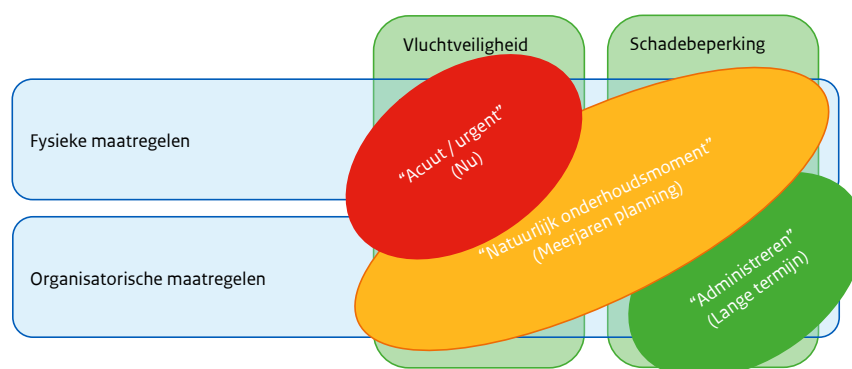 Vluchtveiligheid
Schadebeperking
Fysieke maatregelen
“Acuut / urgent”
(Nu)
“Natuurlijk onderhoudsmoment”
(Meerjaren planning)
Organisatorische maatregelen
“Administreren”
(Lange termijn)